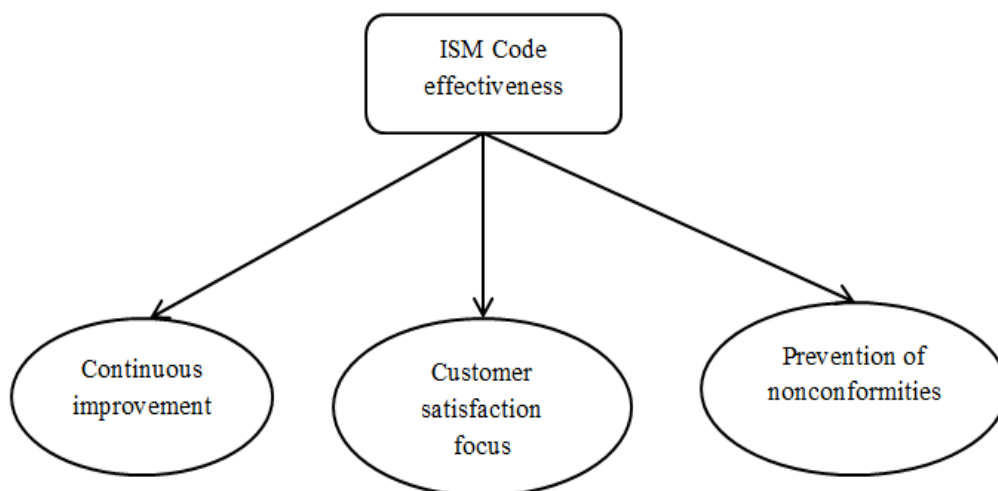 ISM Code
effectiveness
Continuous
improvement
Customer
satisfaction
focus
Prevention of
nonconformities